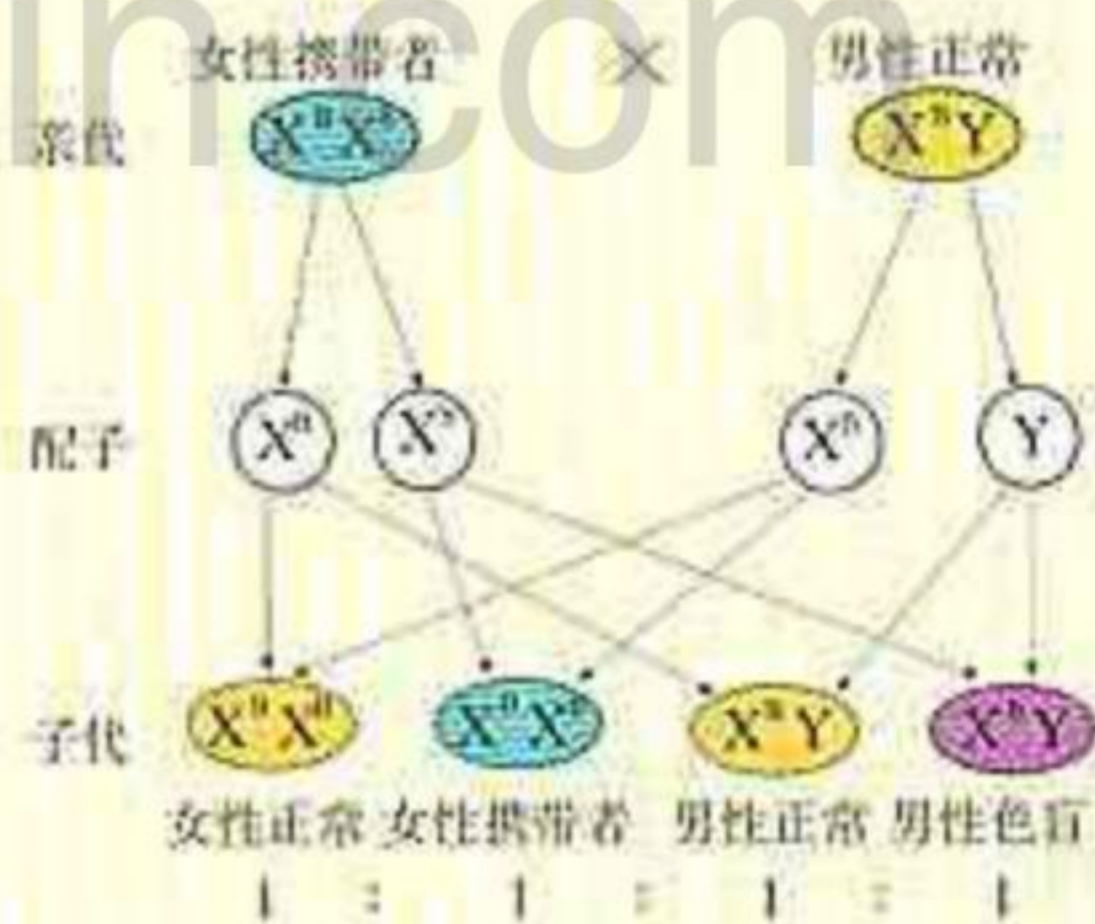 in.com
女性携带者 × 男性正常
亲代 XᴮXᵇ XᴮY
配子 Xᴮ Xᵇ Xᴮ Y
子代 XᴮXᴮ XᴮXᵇ XᴮY XᵇY
女性正常 女性携带者 男性正常 男性色盲
1 : 1 : 1 : 1